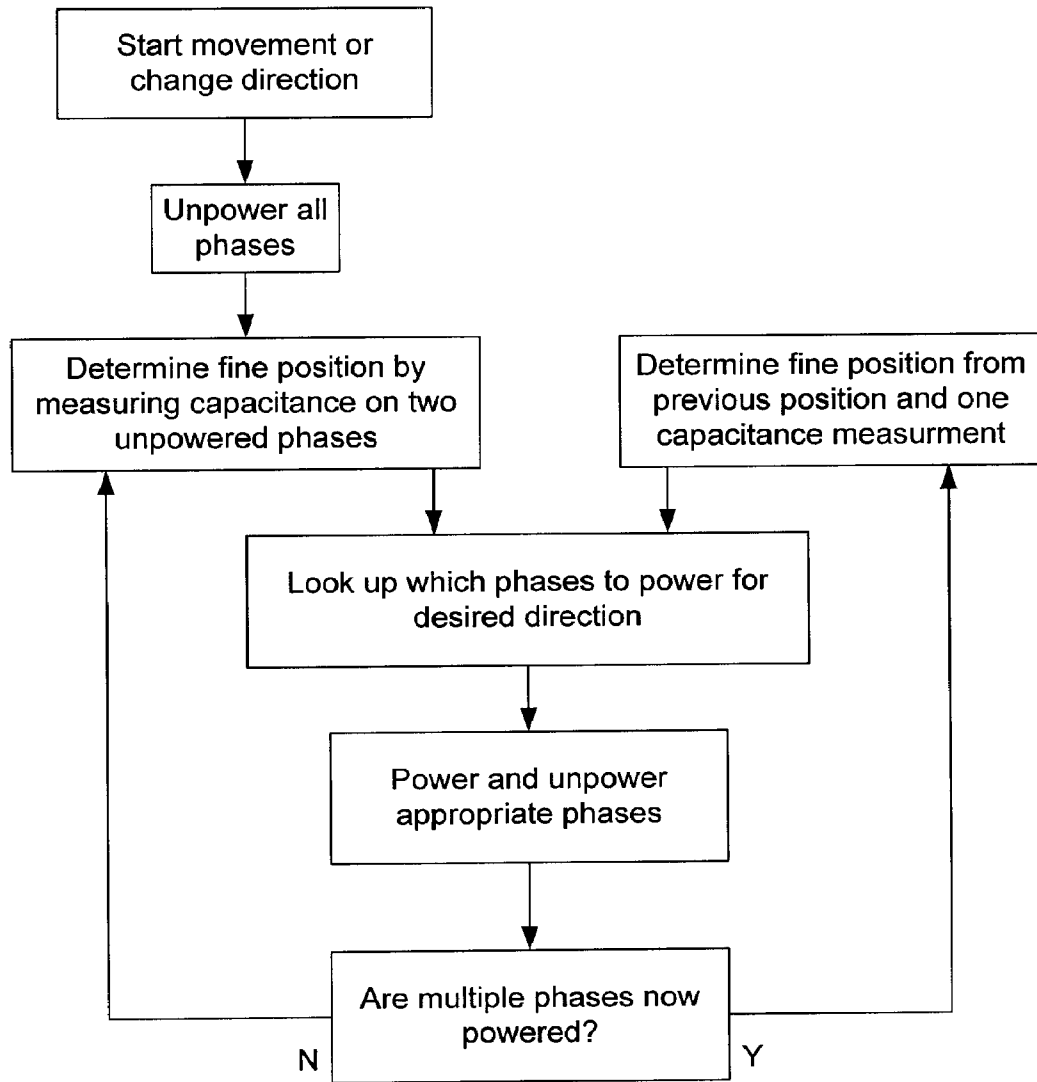 Start movement or
change direction
Unpower all
phases
Determine fine position by
measuring capacitance on two
unpowered phases
Determine fine position from
previous position and one
capacitance measurment
Look up which phases to power for
desired direction
Power and unpower
appropriate phases
Are multiple phases now
powered?
N
Y